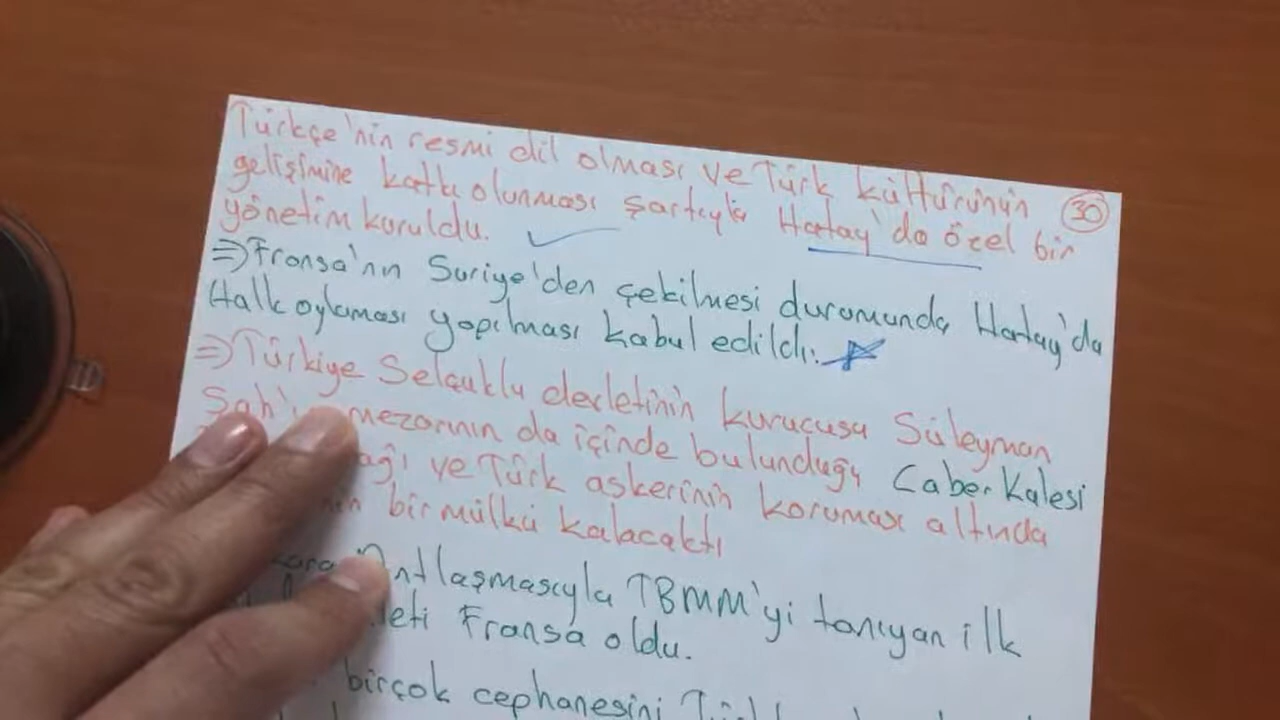 Türkçe'nin resmi dil olması ve Türk kültürünün
gelişimine katkı olunması şartıyla Hatay'da özel bir
30
yönetim kuruldu.
⇒ Fransa'nın Suriye'den çekilmesi durumunda Hatay'da
Halk oylaması yapılması kabul edildi.
⇒ Türkiye Selçuklu devletinin kurucusu Süleyman
Şah'ın mezarının da içinde bulunduğu Caber Kalesi
ve Türk askerinin koruması altında
bir mülkü kalacaktı
Antlaşmasıyla TBMM'yi tanıyan ilk
Fransa oldu.
birçok cephanesini